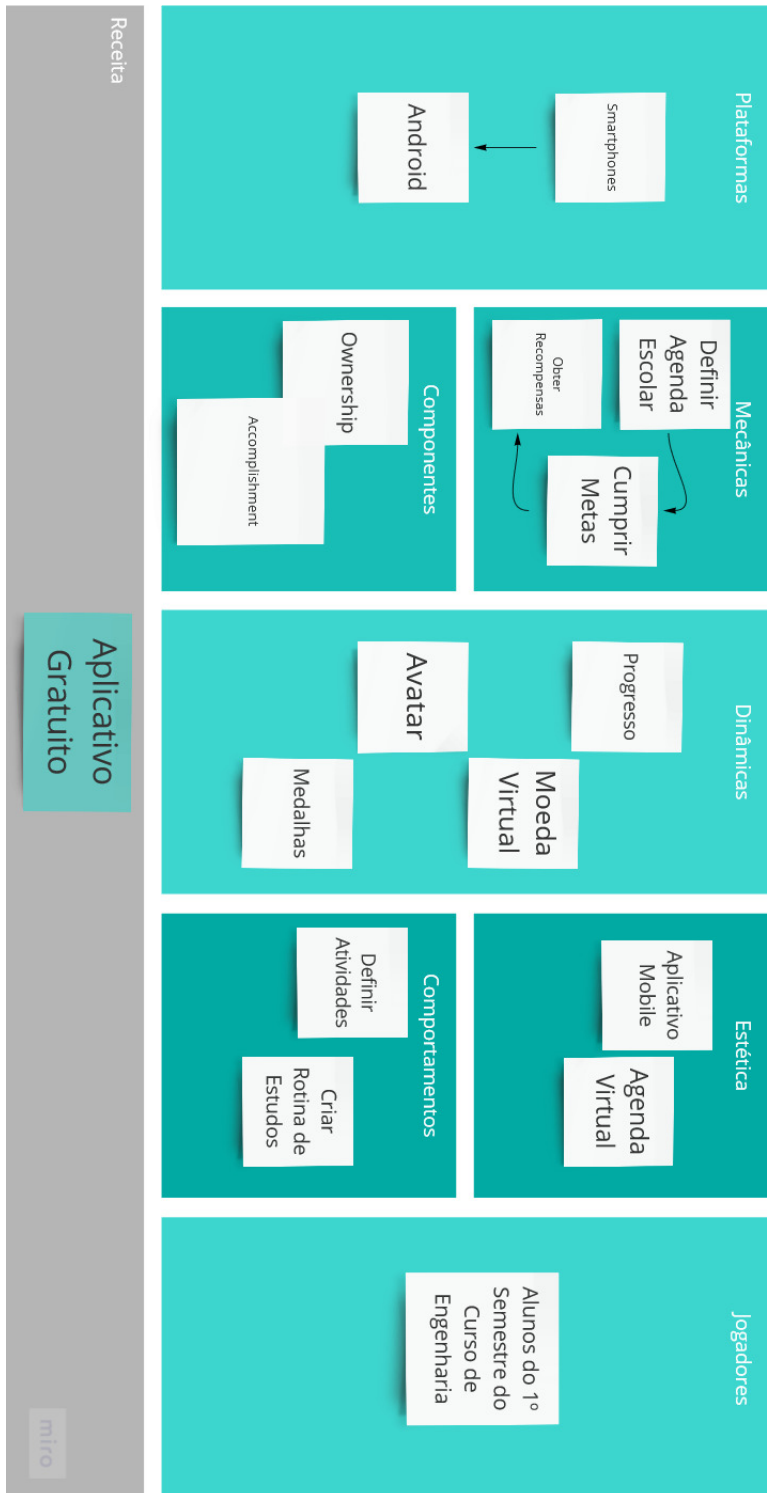 Plataformas
Smartphones
Android
Mecânicas
Definir
Agenda
Escolar
Cumprir
Metas
Obter
Recompensas
Componentes
Ownership
Accomplishment
Dinâmicas
Progresso
Moeda
Virtual
Avatar
Medalhas
Estética
Aplicativo
Mobile
Agenda
Virtual
Comportamentos
Definir
Atividades
Criar
Rotina de
Estudos
Jogadores
Alunos do 1º
Semestre do
Curso de
Engenharia
Receita
Aplicativo
Gratuito
miro